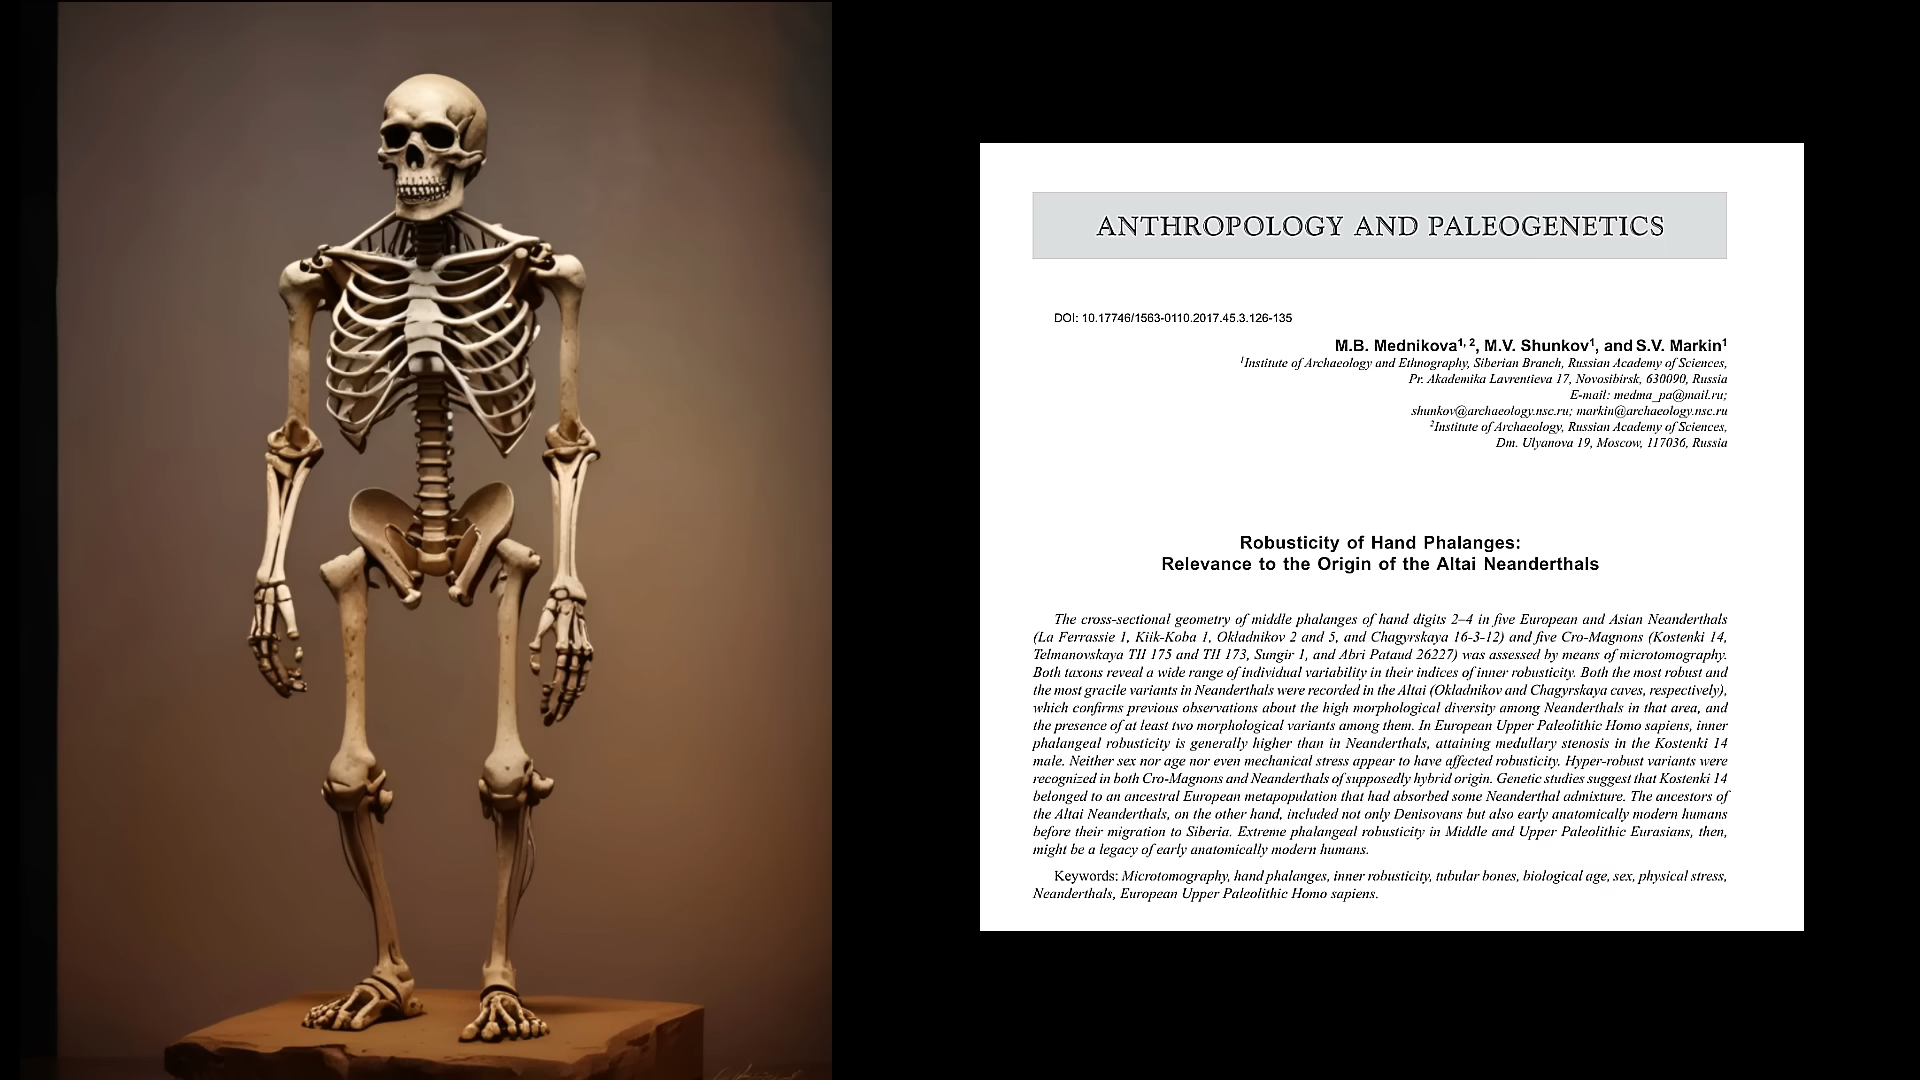 ANTHROPOLOGY AND PALEOGENETICS
DOI: 10.17746/1563-0110.2017.45.3.126-135
M.B. Mednikova1, 2, M.V. Shunkov1, and S.V. Markin1
1Institute of Archaeology and Ethnography, Siberian Branch, Russian Academy of Sciences,
Pr. Akademika Lavrentieva 17, Novosibirsk, 630090, Russia
E-mail: medma_pa@mail.ru;
shunkov@archaeology.nsc.ru; markin@archaeology.nsc.ru
2Institute of Archaeology, Russian Academy of Sciences,
Dm. Ulyanova 19, Moscow, 117036, Russia
Robusticity of Hand Phalanges:
Relevance to the Origin of the Altai Neanderthals
The cross-sectional geometry of middle phalanges of hand digits 2–4 in five European and Asian Neanderthals
(La Ferrassie 1, Kiik-Koba 1, Okladnikov 2 and 5, and Chagyrskaya 16-3-12) and five Cro-Magnons (Kostenki 14,
Telmanovskaya TII 175 and TII 173, Sungir 1, and Abri Pataud 26227) was assessed by means of microtomography.
Both taxons reveal a wide range of individual variability in their indices of inner robusticity. Both the most robust and
the most gracile variants in Neanderthals were recorded in the Altai (Okladnikov and Chagyrskaya caves, respectively),
which confirms previous observations about the high morphological diversity among Neanderthals in that area, and
the presence of at least two morphological variants among them. In European Upper Paleolithic Homo sapiens, inner
phalangeal robusticity is generally higher than in Neanderthals, attaining medullary stenosis in the Kostenki 14
male. Neither sex nor age nor even mechanical stress appear to have affected robusticity. Hyper-robust variants were
recognized in both Cro-Magnons and Neanderthals of supposedly hybrid origin. Genetic studies suggest that Kostenki 14
belonged to an ancestral European metapopulation that had absorbed some Neanderthal admixture. The ancestors of
the Altai Neanderthals, on the other hand, included not only Denisovans but also early anatomically modern humans
before their migration to Siberia. Extreme phalangeal robusticity in Middle and Upper Paleolithic Eurasians, then,
might be a legacy of early anatomically modern humans.
Keywords: Microtomography, hand phalanges, inner robusticity, tubular bones, biological age, sex, physical stress,
Neanderthals, European Upper Paleolithic Homo sapiens.